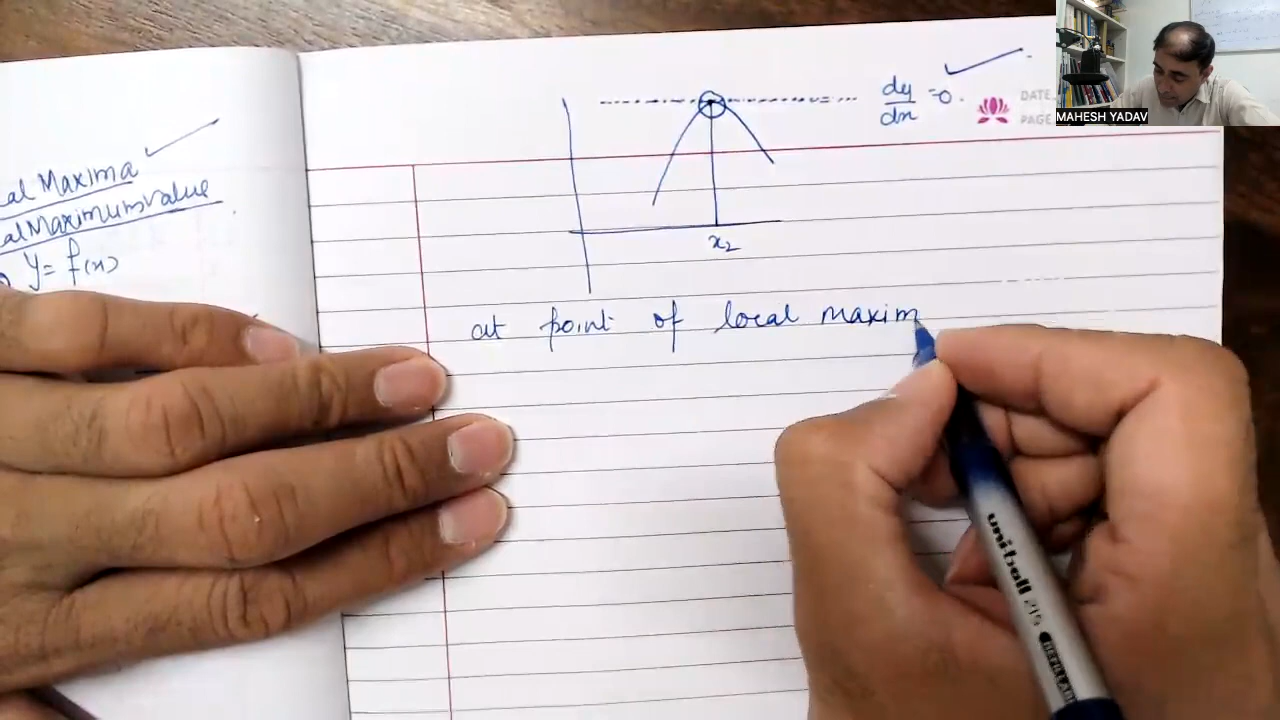 al Maxima
al Maximum value
y = f(x)
dy/dx = 0.
DATE
PAGE
MAHESH YADAV
x₂
at point of local maxim
uniball
REFILLABL